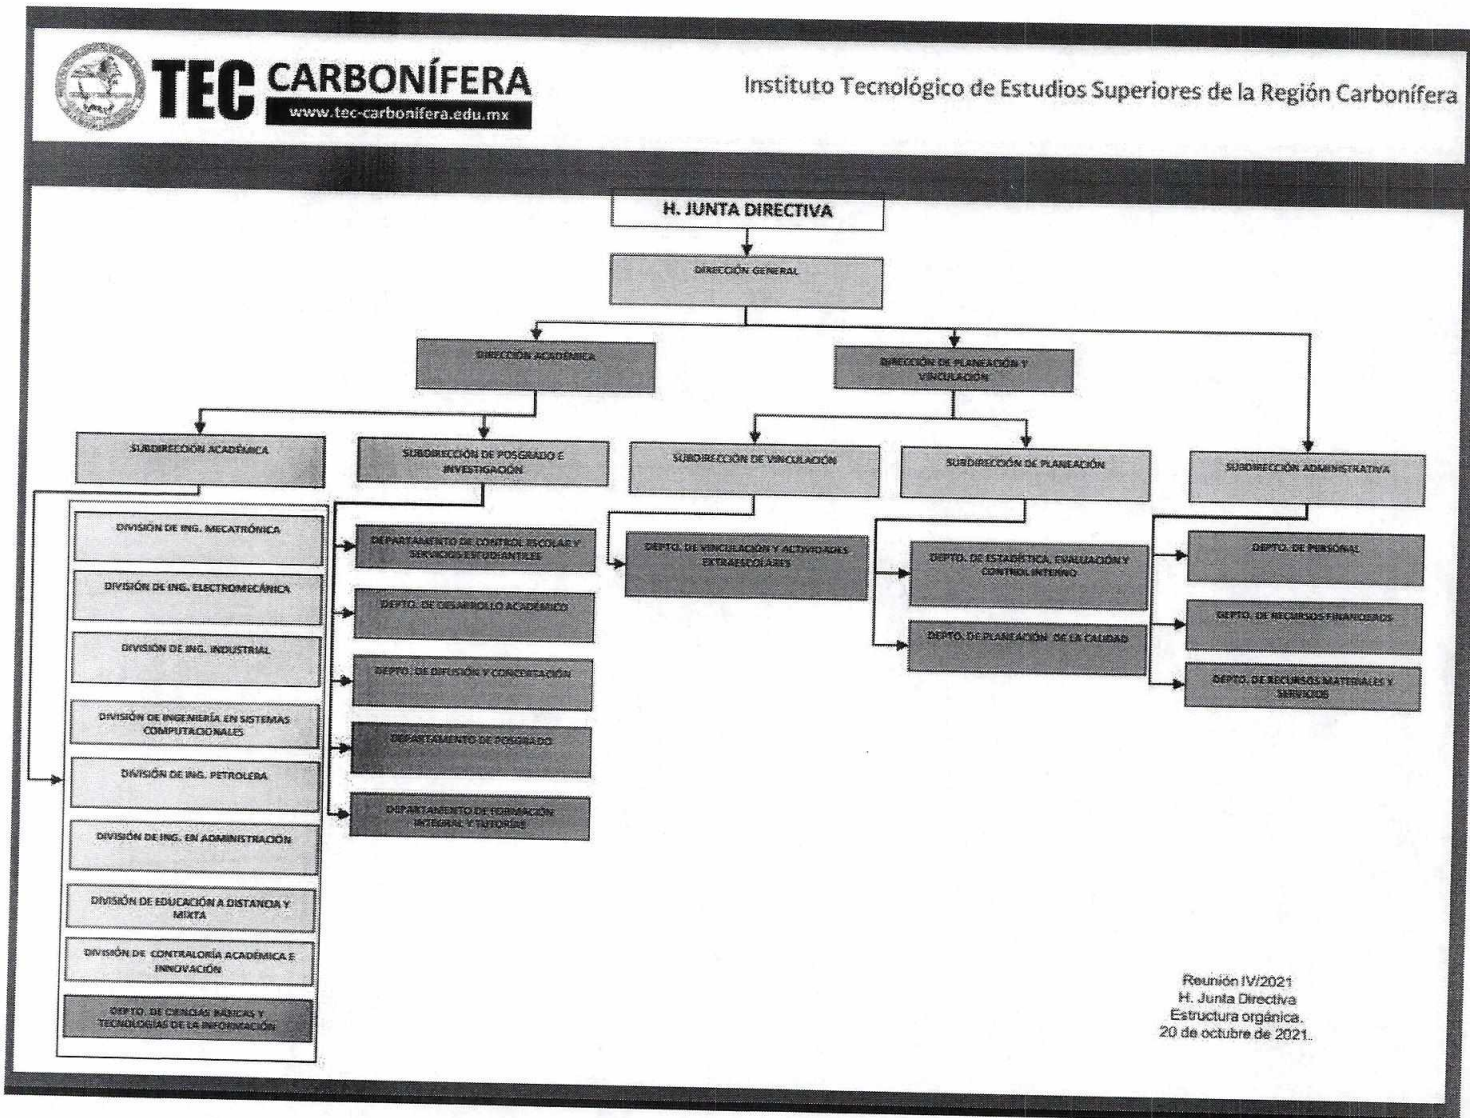 TEC CARBONÍFERA
www.tec-carbonifera.edu.mx
Instituto Tecnológico de Estudios Superiores de la Región Carbonífera
H. JUNTA DIRECTIVA
DIRECCIÓN GENERAL
DIRECCIÓN ACADÉMICA
DIRECCIÓN DE PLANEACIÓN Y
VINCULACIÓN
SUBDIRECCIÓN ACADÉMICA
SUBDIRECCIÓN DE POSGRADO E
INVESTIGACIÓN
SUBDIRECCIÓN DE VINCULACIÓN
SUBDIRECCIÓN DE PLANEACIÓN
SUBDIRECCIÓN ADMINISTRATIVA
DIVISIÓN DE ING. MECATRÓNICA
DIVISIÓN DE ING. ELECTROMECÁNICA
DIVISIÓN DE ING. INDUSTRIAL
DIVISIÓN DE INGENIERÍA EN SISTEMAS
COMPUTACIONALES
DIVISIÓN DE ING. PETROLERA
DIVISIÓN DE ING. EN ADMINISTRACIÓN
DIVISIÓN DE EDUCACIÓN A DISTANCIA Y
MIXTA
DIVISIÓN DE CONTRALORÍA ACADÉMICA E
INNOVACIÓN
DEPTO. DE CIENCIAS BÁSICAS Y
TECNOLOGÍAS DE LA INFORMACIÓN
DEPARTAMENTO DE CONTROL ESCOLAR Y
SERVICIOS ESTUDIANTILES
DEPTO. DE DESARROLLO ACADÉMICO
DEPTO. DE DIFUSIÓN Y CONCERTACIÓN
DEPARTAMENTO DE POSGRADO
DEPARTAMENTO DE FORMACIÓN
INTEGRAL Y TUTORÍAS
DEPTO. DE VINCULACIÓN Y ACTIVIDADES
EXTRAESCOLARES
DEPTO. DE ESTADÍSTICA, EVALUACIÓN Y
CONTROL INTERNO
DEPTO. DE PLANEACIÓN DE LA CALIDAD
DEPTO. DE PERSONAL
DEPTO. DE RECURSOS FINANCIEROS
DEPTO. DE RECURSOS MATERIALES Y
SERVICIOS
Reunión IV/2021
H. Junta Directiva
Estructura orgánica.
20 de octubre de 2021.